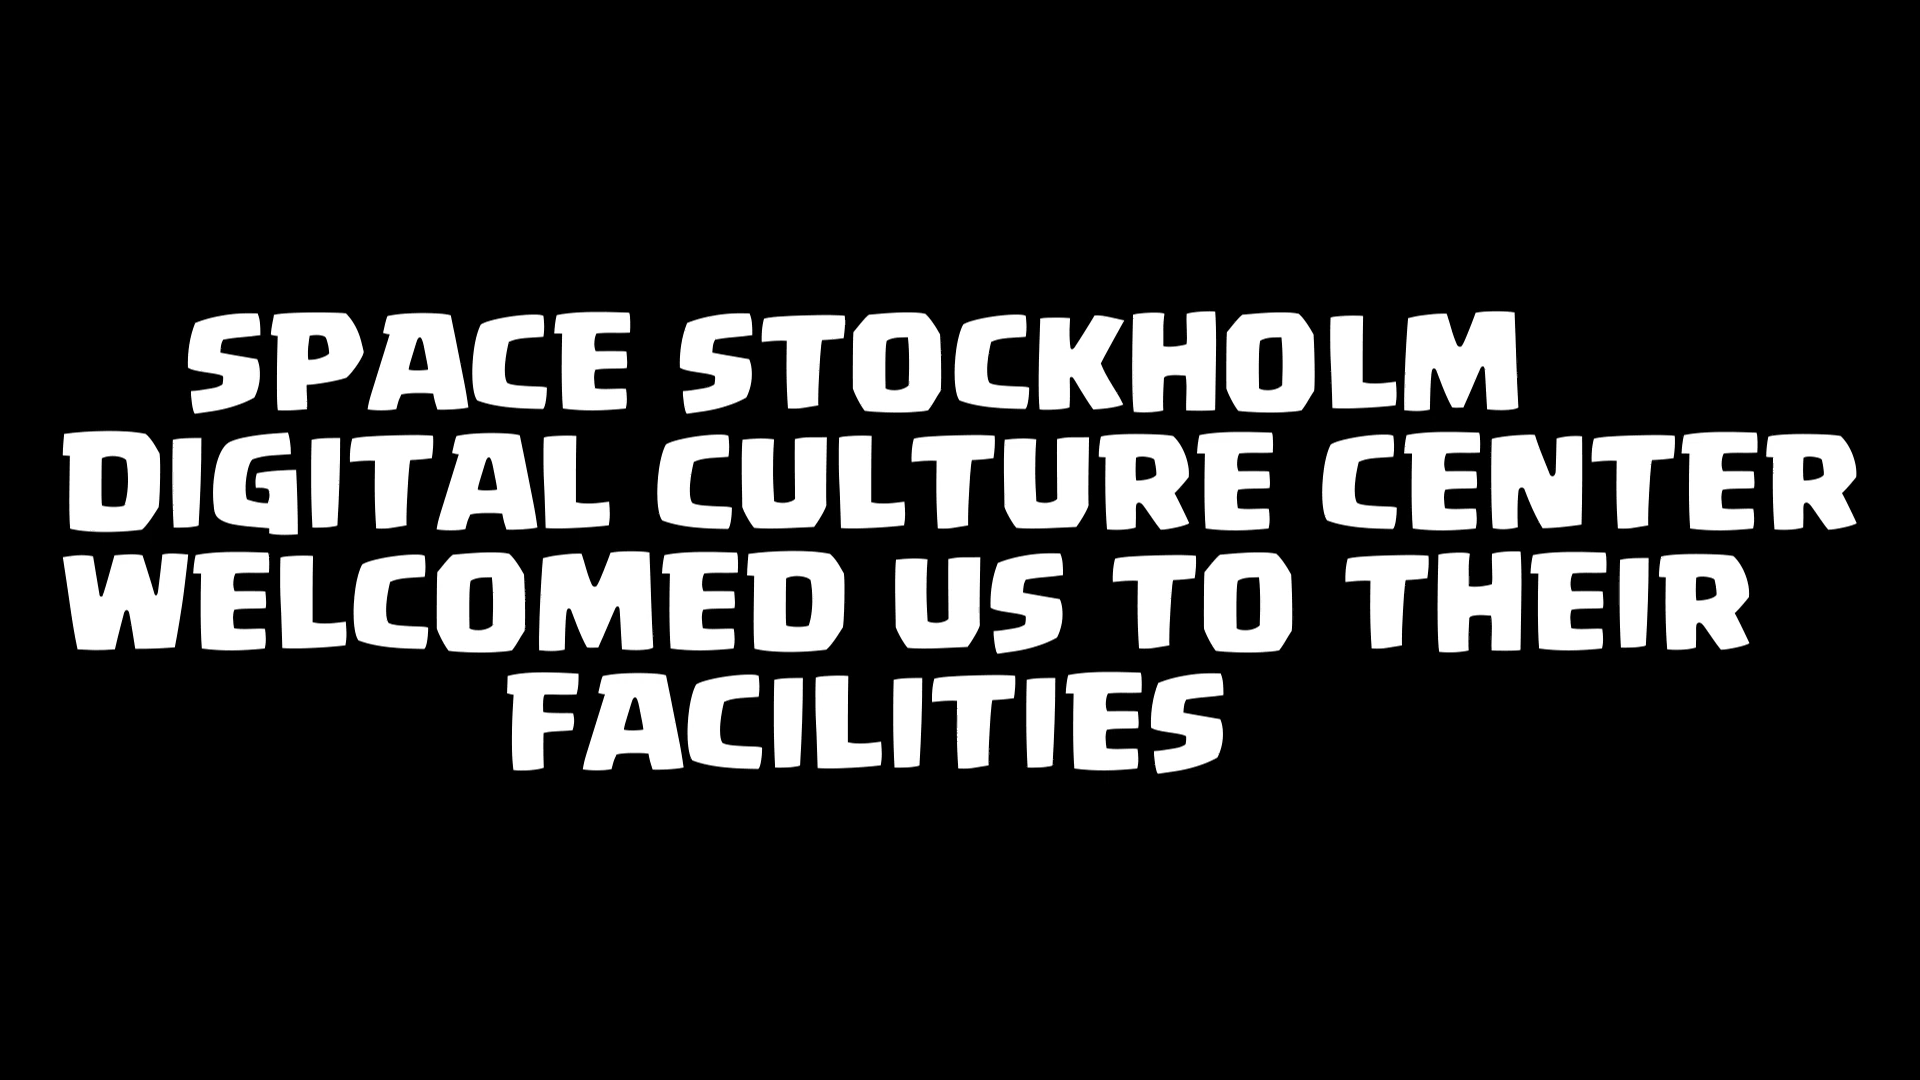 SPACE STOCKHOLM
DIGITAL CULTURE CENTER
WELCOMED US TO THEIR
FACILITIES